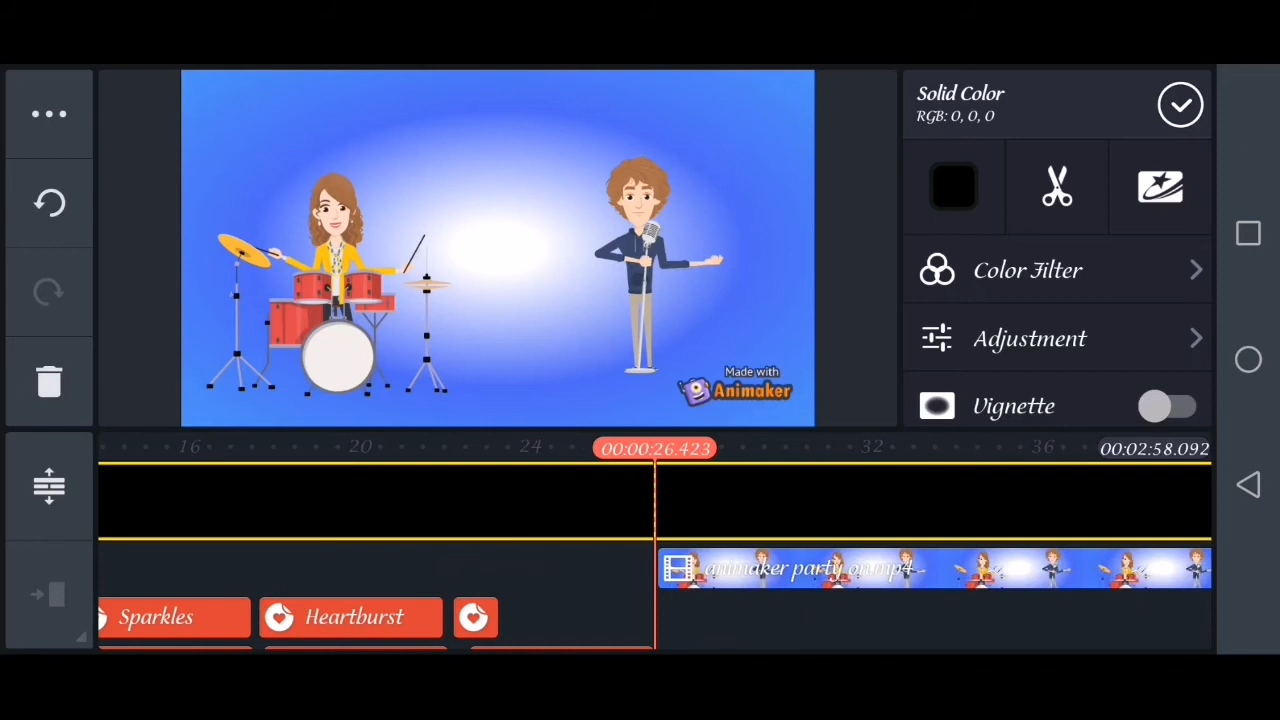 Solid Color
RGB: 0, 0, 0
Color Filter
Adjustment
Vignette
Made with
Animaker
16
20
24
00:00:26.423
32
36
00:02:58.092
animaker party on.mp4
Sparkles
Heartburst